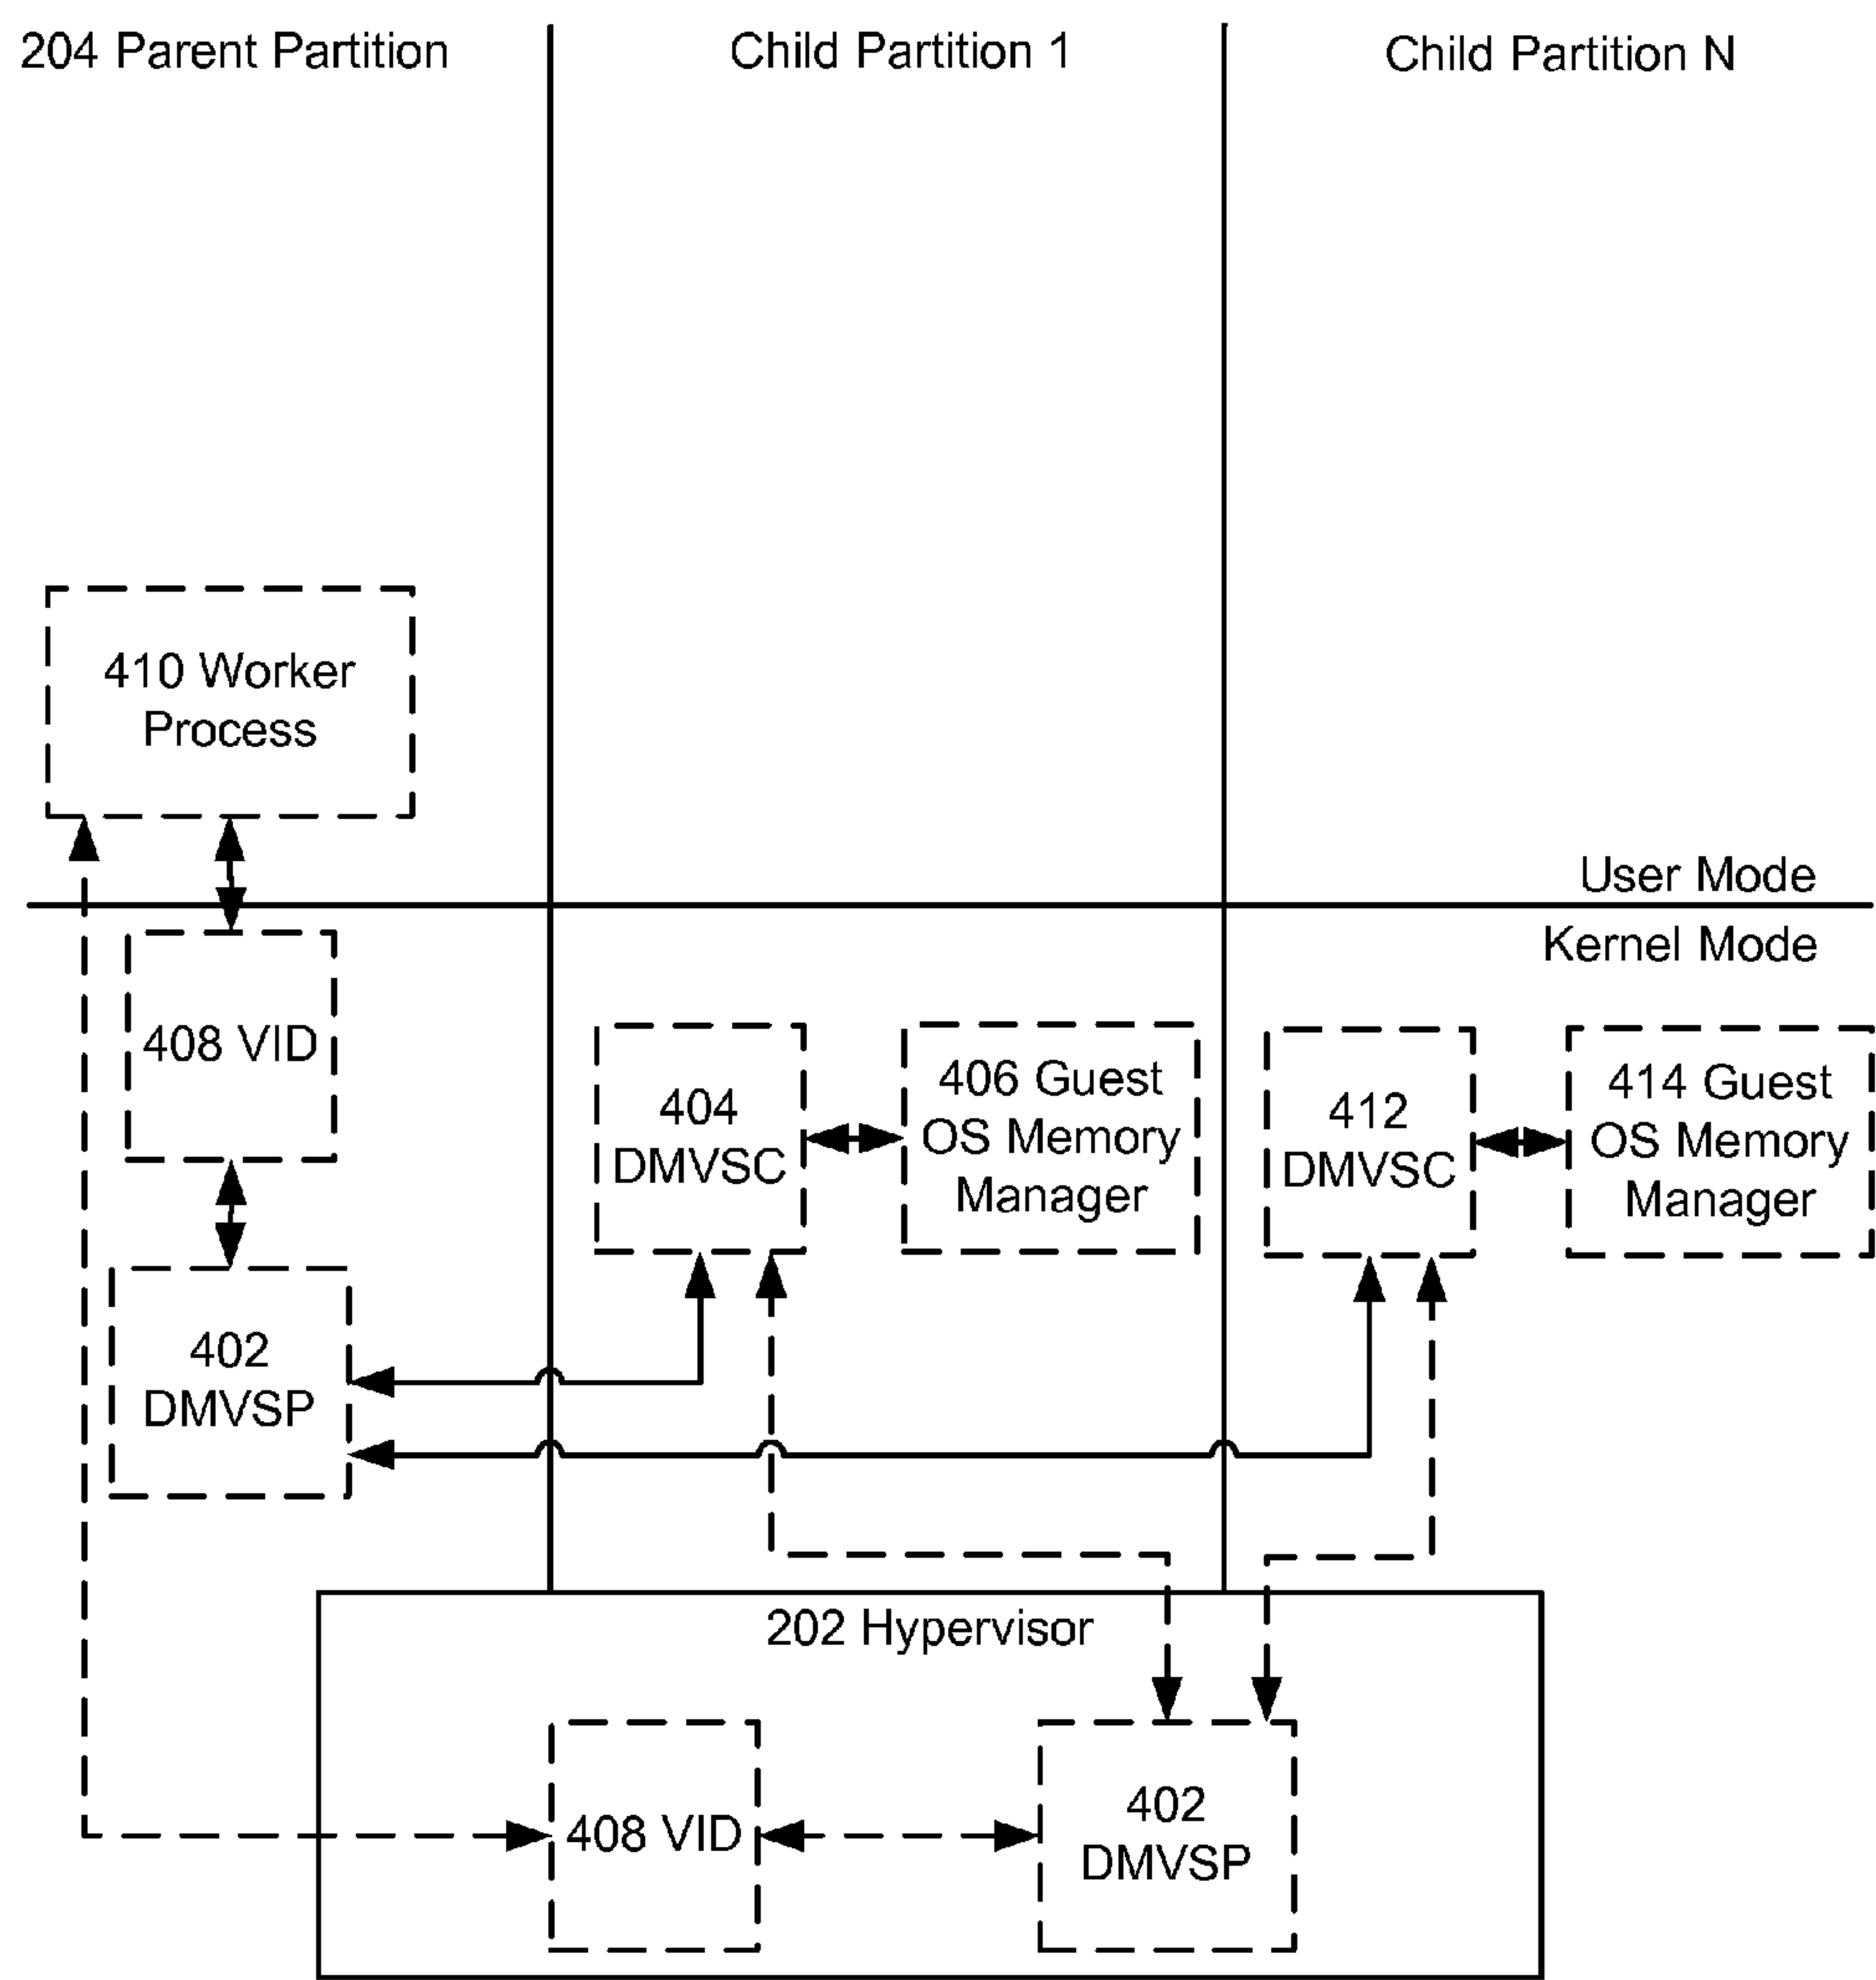 204 Parent Partition
Child Partition 1
Child Partition N
410 Worker
Process
User Mode
Kernel Mode
408 VID
404
DMVSC
406 Guest
OS Memory
Manager
412
DMVSC
414 Guest
OS Memory
Manager
402
DMVSP
202 Hypervisor
408 VID
402
DMVSP